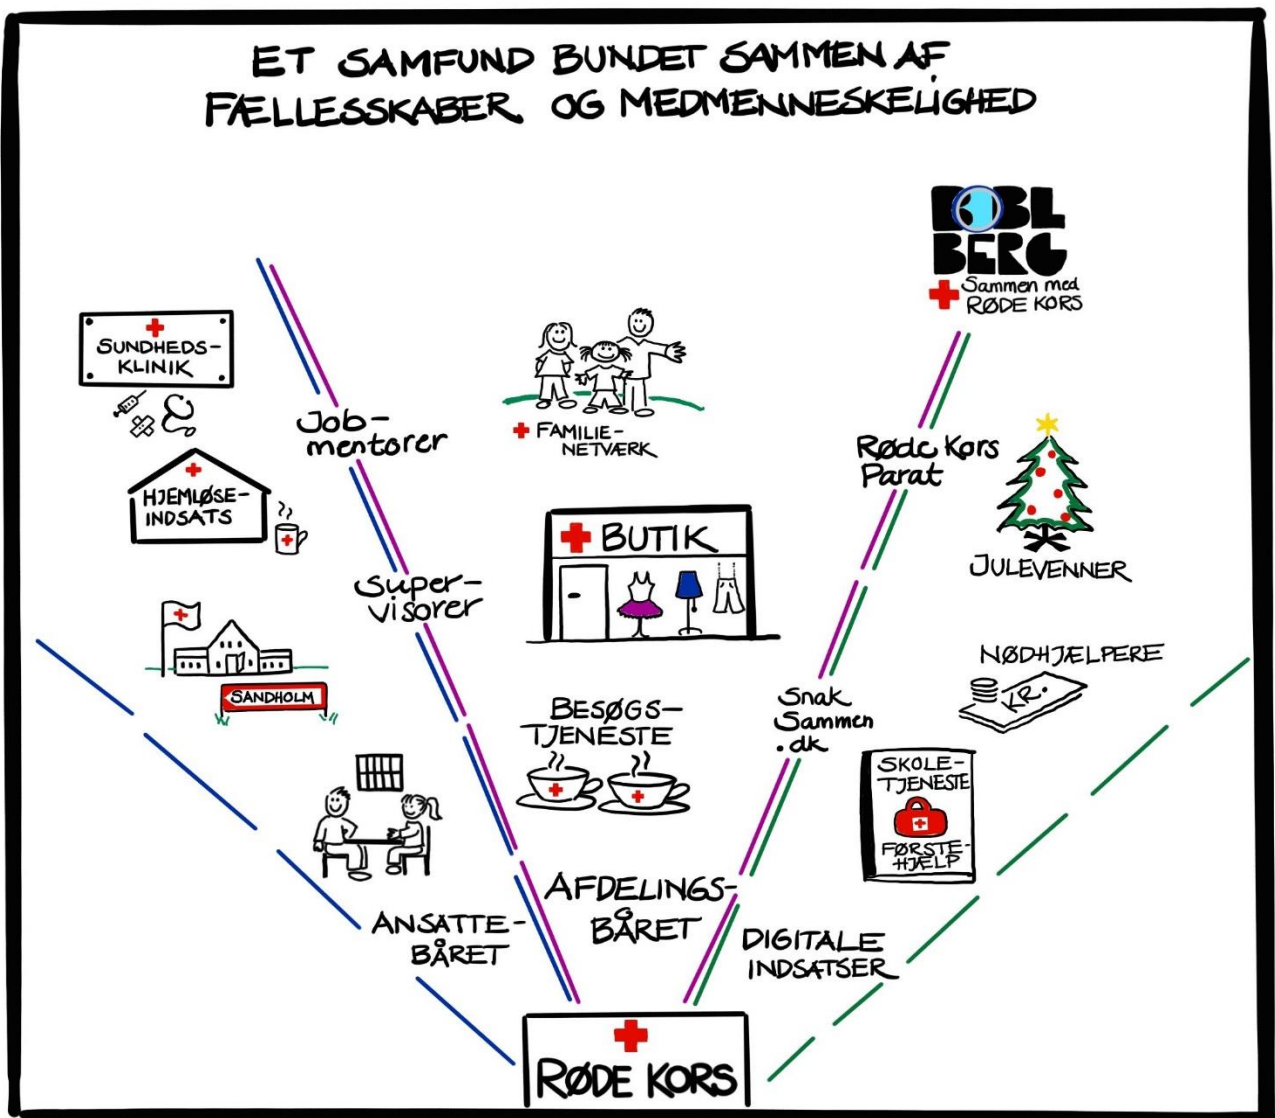 ET SAMFUND BUNDET SAMMEN AF
FÆLLESSKABER OG MEDMENNESKELIGHED
BOBL
BERG
Sammen med
RØDE KORS
SUNDHEDS-
KLINIK
Job-
mentorer
FAMILIE-
NETVÆRK
Røde Kors
Parat
HJEMLØSE-
INDSATS
BUTIK
JULEVENNER
Super-
visorer
SANDHOLM
NØDHJÆLPERE
KR.
Snak
Sammen
.dk
BESØGS-
TJENESTE
SKOLE-
TJENESTE
FØRSTE-
HJÆLP
ANSATTE-
BÅRET
AFDELINGS-
BÅRET
DIGITALE
INDSATSER
RØDE KORS